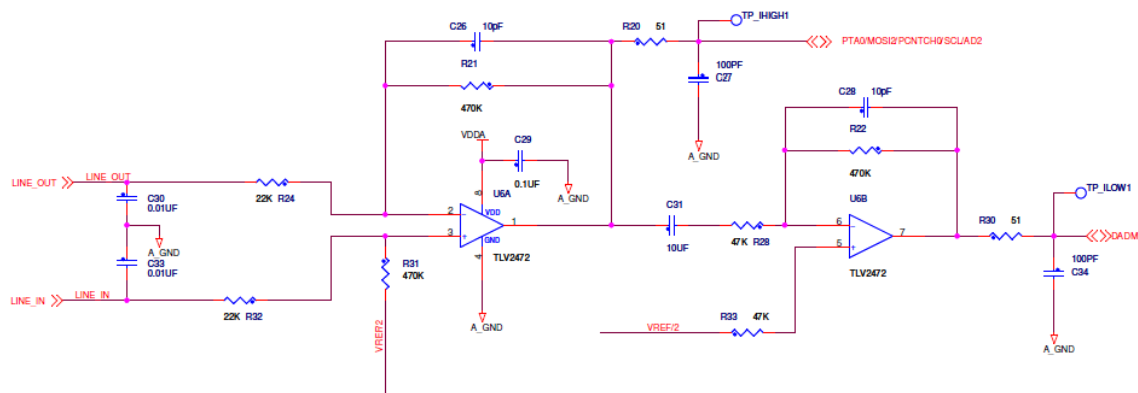 C26 10pF
R20 51
TP_IHIGH1
PTA0/MOSI2/PCNTCH0/SCL/AD2
R21
470K
100PF
C27
C28 10pF
R22
470K
VDDA
C29
0.1UF
A_GND
A_GND
LINE_OUT
LINE_OUT
C30
0.01UF
22K R24
8
U6A
2
VDD
1
3
GND
4
TLV2472
A_GND
C33
0.01UF
R31
470K
LINE_IN
LINE_IN
22K R32
VREF/2
A_GND
C31
10UF
47K R28
U6B
6
5
7
TLV2472
R30 51
TP_ILOW1
DADM
100PF
C34
VREF/2
R33 47K
A_GND